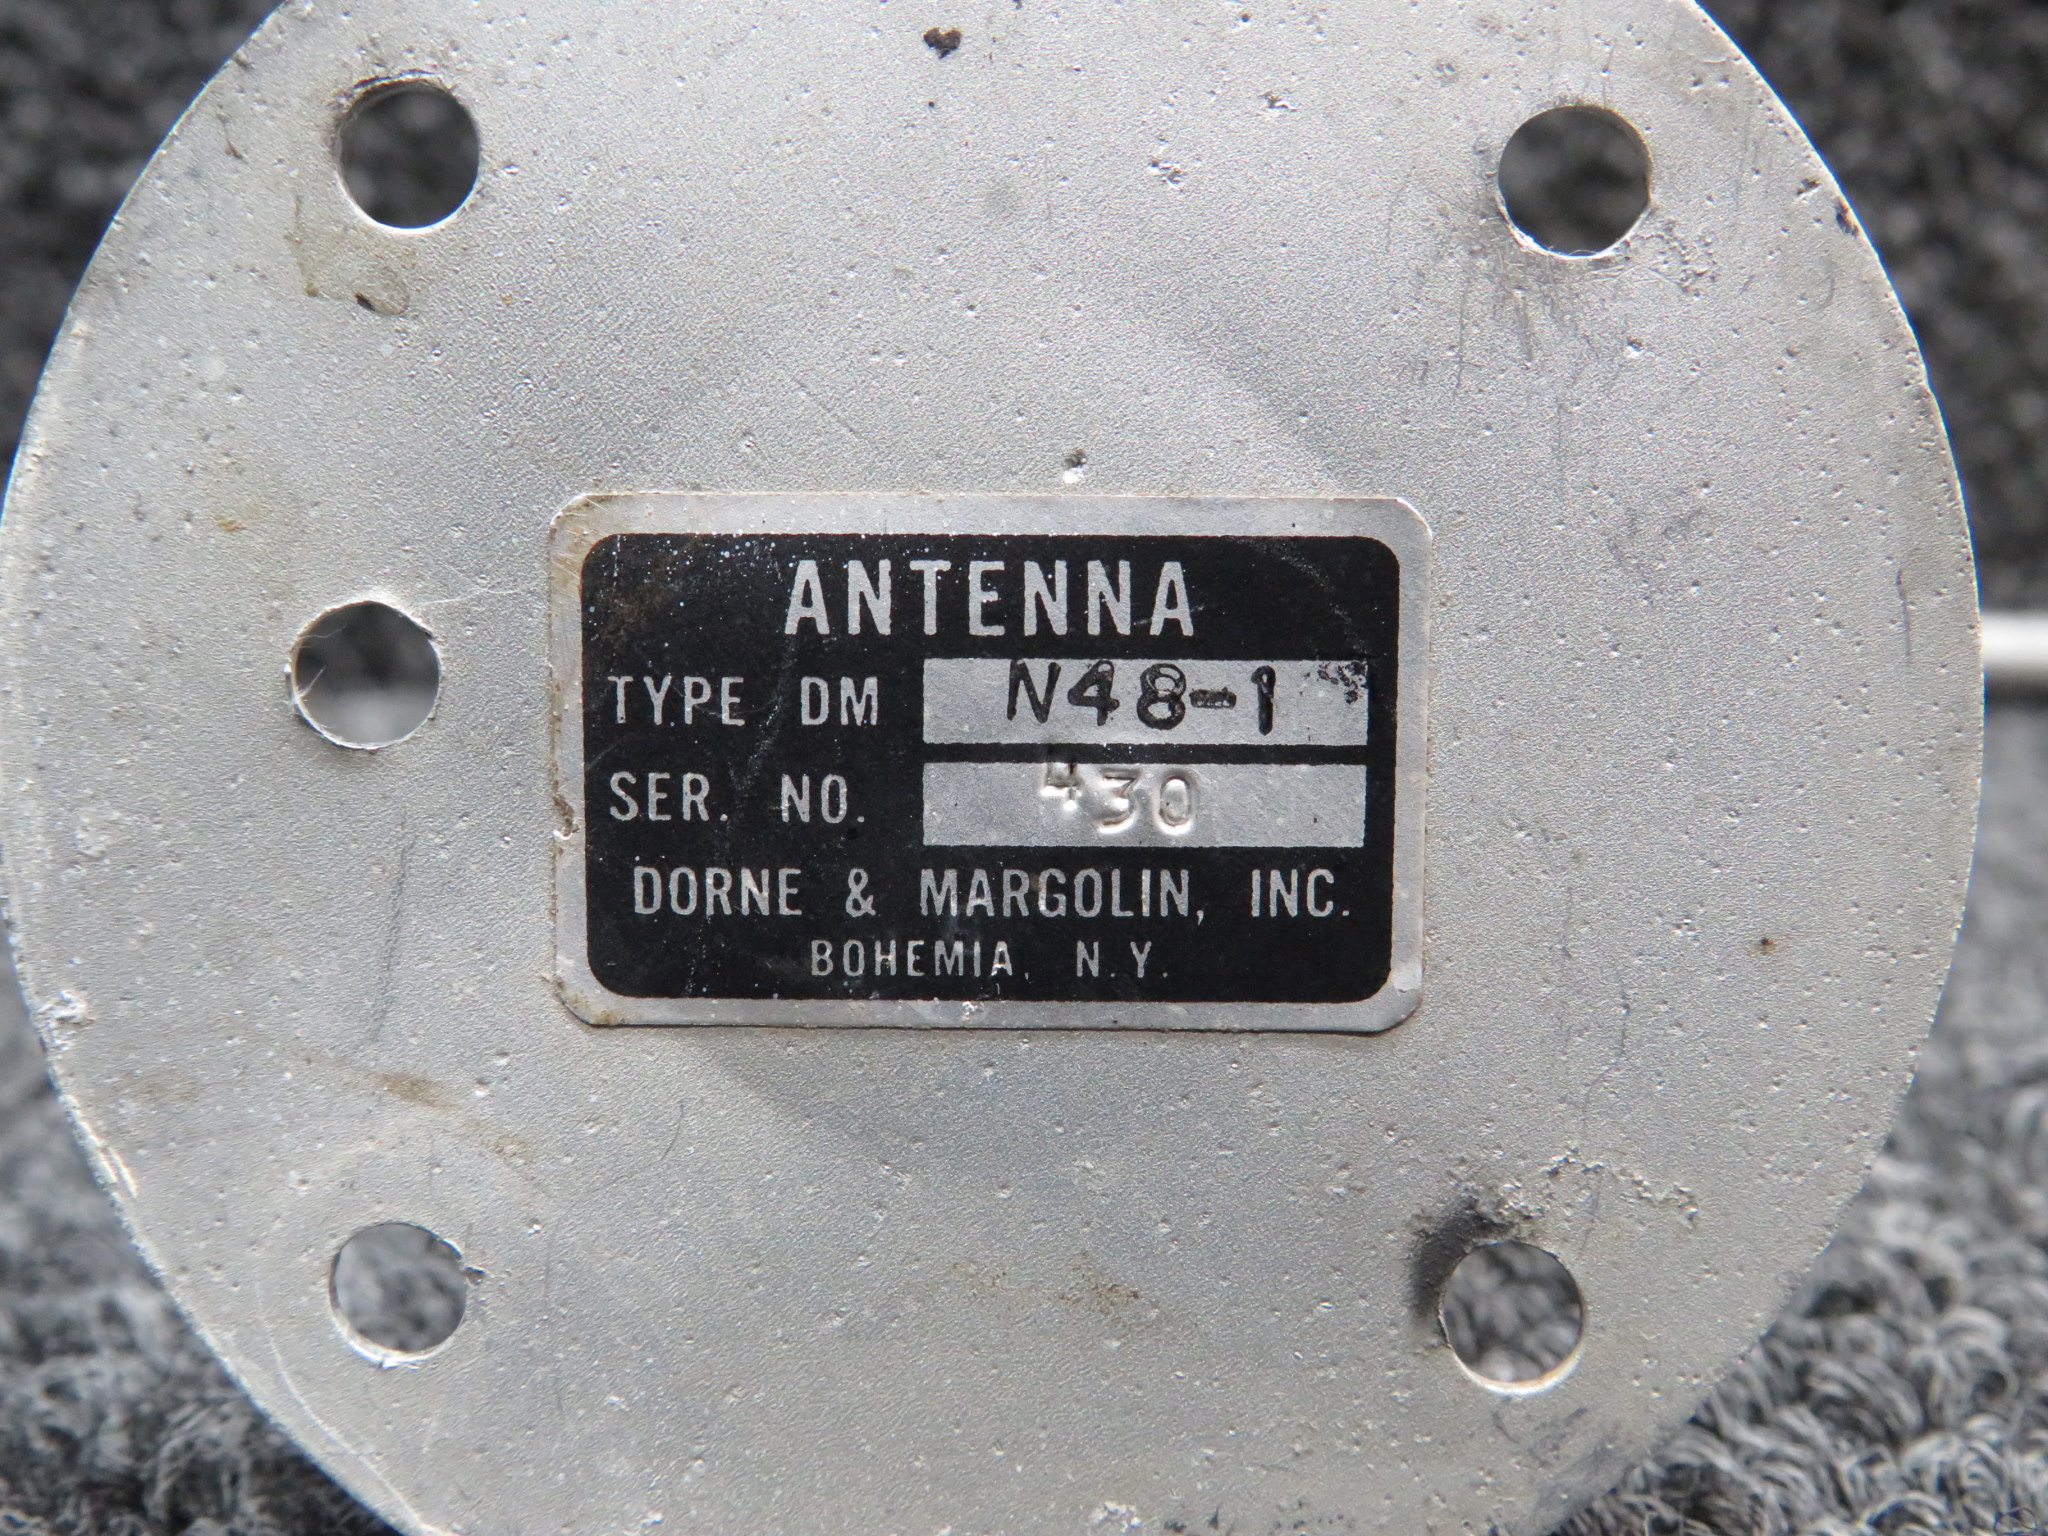 ANTENNA
TYPE DM N48-1
SER. NO. 430
DORNE & MARGOLIN, INC.
BOHEMIA, N.Y.